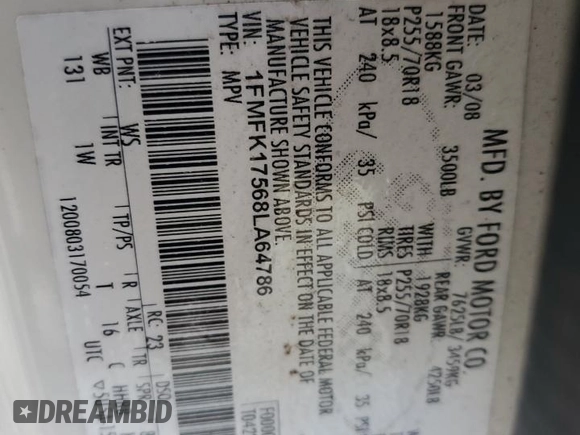 MFD. BY FORD MOTOR CO.
03/08 GVWR: 7625LB/ 3459KG
FRONT GAWR: 3500LB REAR GAWR 4250LB
1588KG WITH 1928KG
P255/70R18 TIRES P255/70R18
18x8.5 RIMS 18x8.5
AT 240 kPa/ 35 PSI COLD AT 240 kPa/ 35 PSI
THIS VEHICLE CONFORMS TO ALL APPLICABLE FEDERAL MOTOR
VEHICLE SAFETY STANDARDS IN EFFECT ON THE DATE OF
MANUFACTURE SHOWN ABOVE.
VIN: 1FMFK17568LA64786
TYPE: MPV
EXT PNT: WS RC: 23 DSO:
WB INT TR TP/PS R AXLE TR SPR
131 1W T 16 C
1200803170054 UTC
DREAMBID